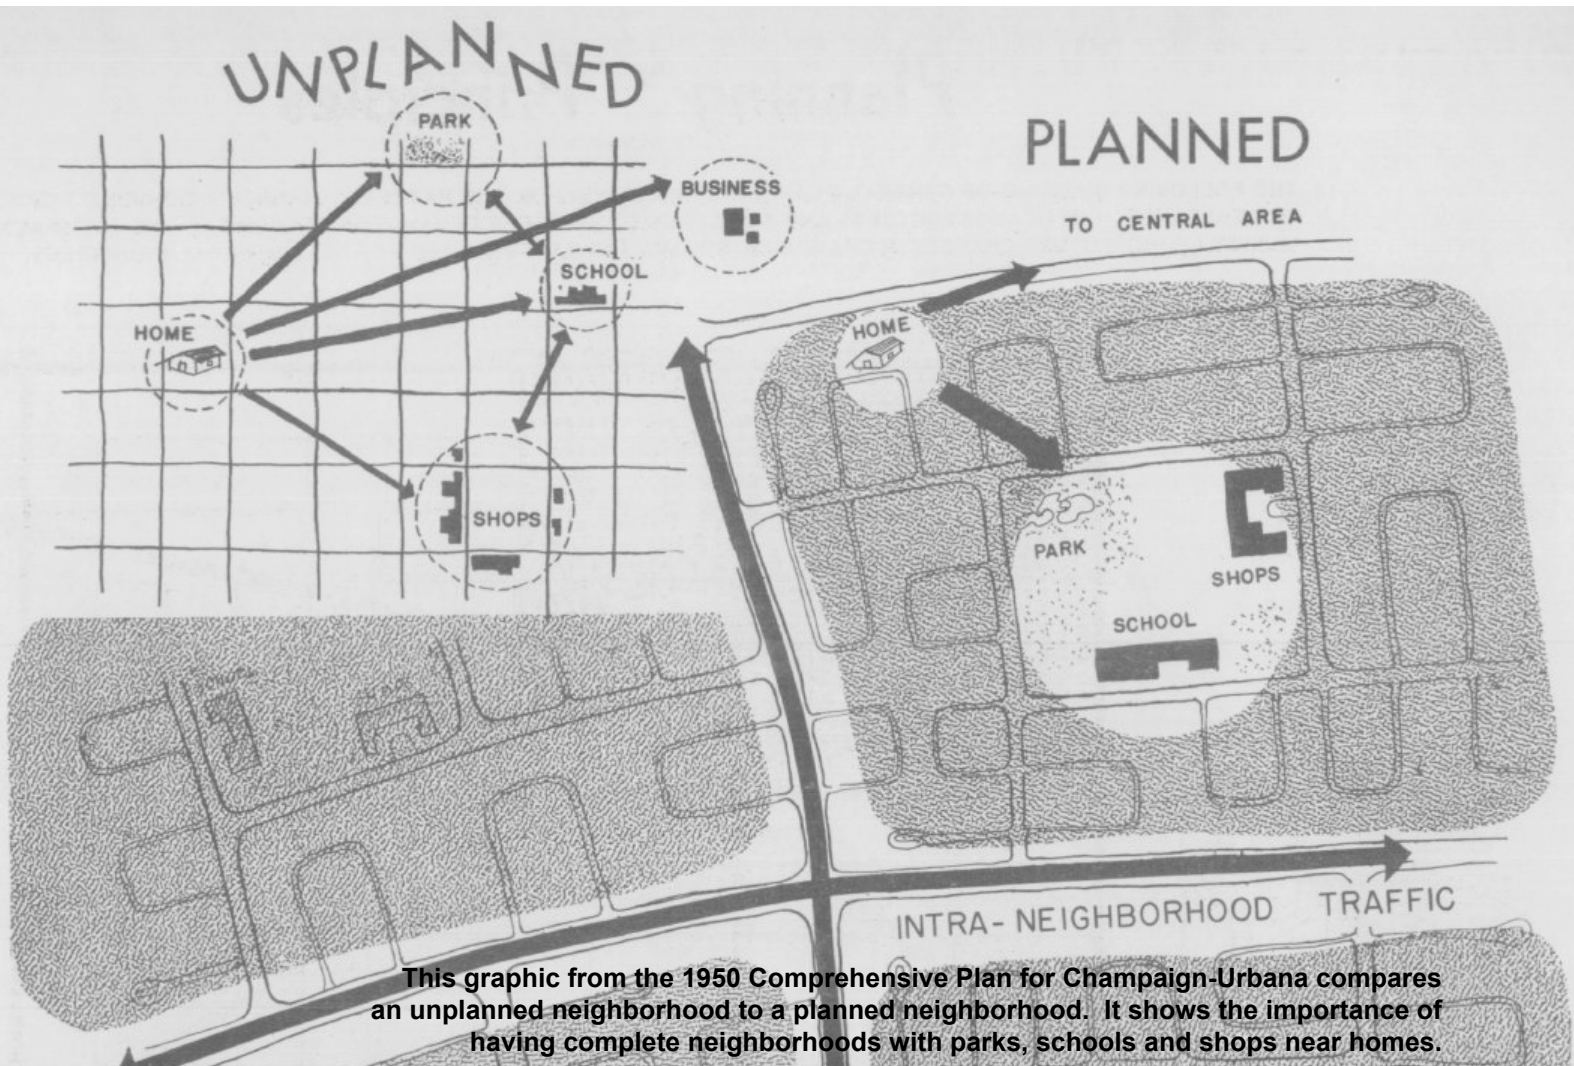 UNPLANNED
PARK
BUSINESS
SCHOOL
HOME
SHOPS
PLANNED
TO CENTRAL AREA
HOME
PARK
SHOPS
SCHOOL
INTRA-NEIGHBORHOOD TRAFFIC
This graphic from the 1950 Comprehensive Plan for Champaign-Urbana compares
an unplanned neighborhood to a planned neighborhood. It shows the importance of
having complete neighborhoods with parks, schools and shops near homes.